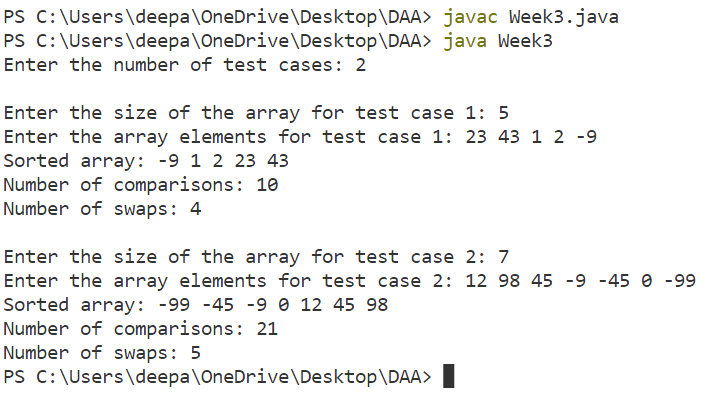 PS C:\Users\deepa\OneDrive\Desktop\DAA> javac Week3.java
PS C:\Users\deepa\OneDrive\Desktop\DAA> java Week3
Enter the number of test cases: 2
Enter the size of the array for test case 1: 5
Enter the array elements for test case 1: 23 43 1 2 -9
Sorted array: -9 1 2 23 43
Number of comparisons: 10
Number of swaps: 4
Enter the size of the array for test case 2: 7
Enter the array elements for test case 2: 12 98 45 -9 -45 0 -99
Sorted array: -99 -45 -9 0 12 45 98
Number of comparisons: 21
Number of swaps: 5
PS C:\Users\deepa\OneDrive\Desktop\DAA>